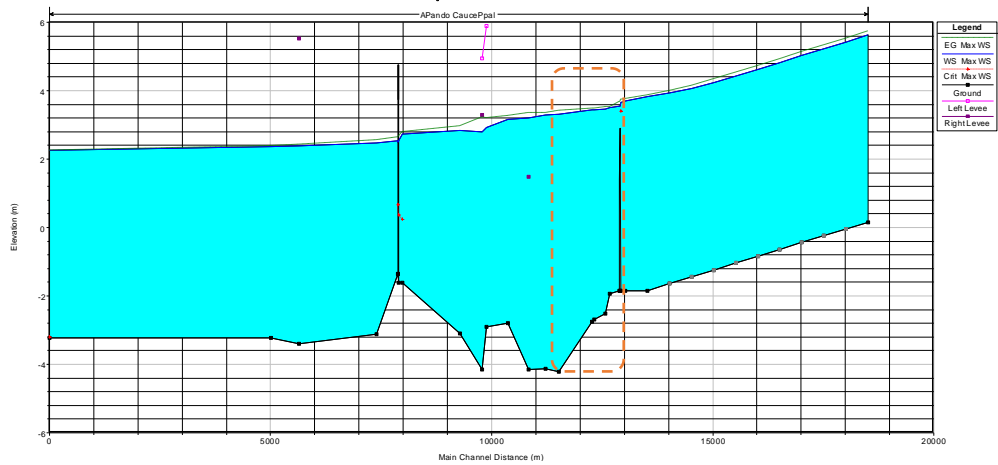 APando CaucePpal
Legend
EG Max WS
WS Max WS
Crit Max WS
Ground
Left Levee
Right Levee
6
4
2
0
-2
-4
-6
Elevation (m)
0
5000
10000
15000
20000
Main Channel Distance (m)